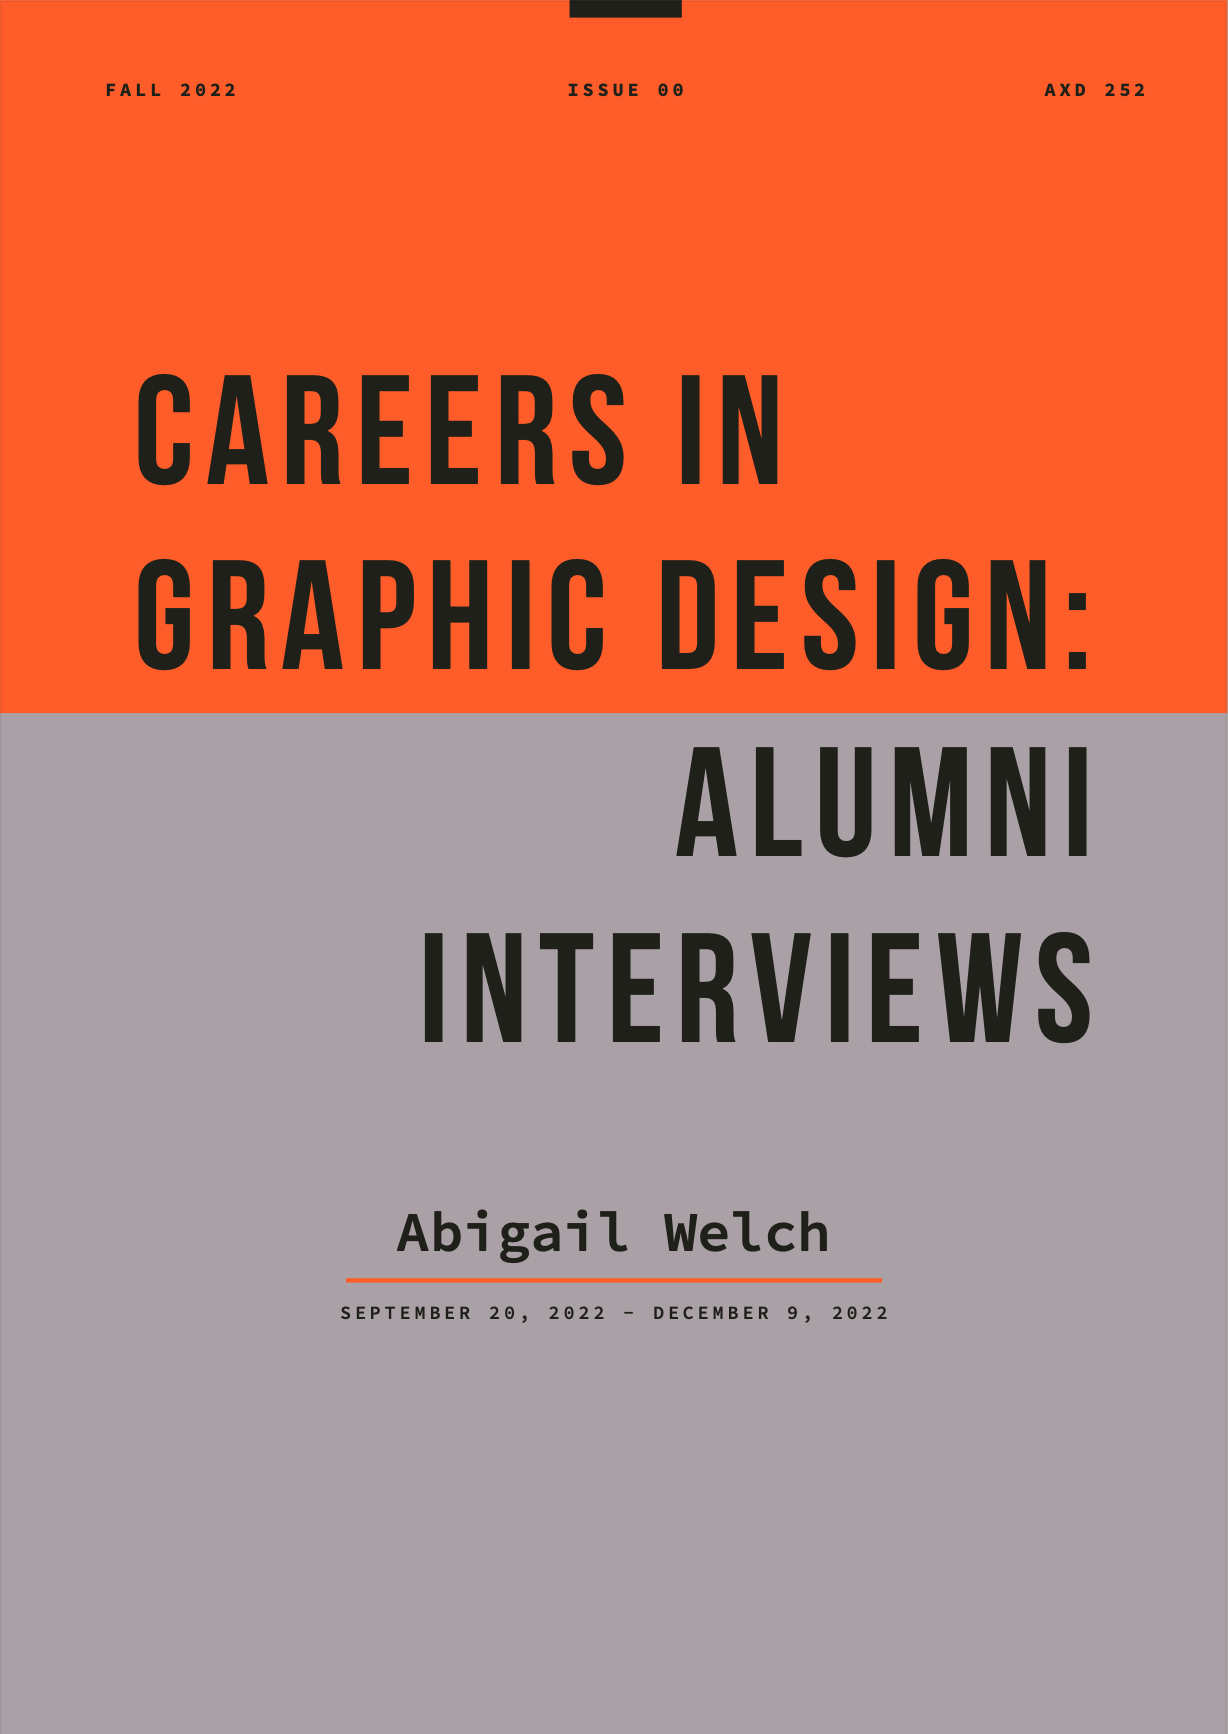 FALL 2022
ISSUE 00
AXD 252
CAREERS IN
GRAPHIC DESIGN:
ALUMNI
INTERVIEWS
Abigail Welch
SEPTEMBER 20, 2022 – DECEMBER 9, 2022